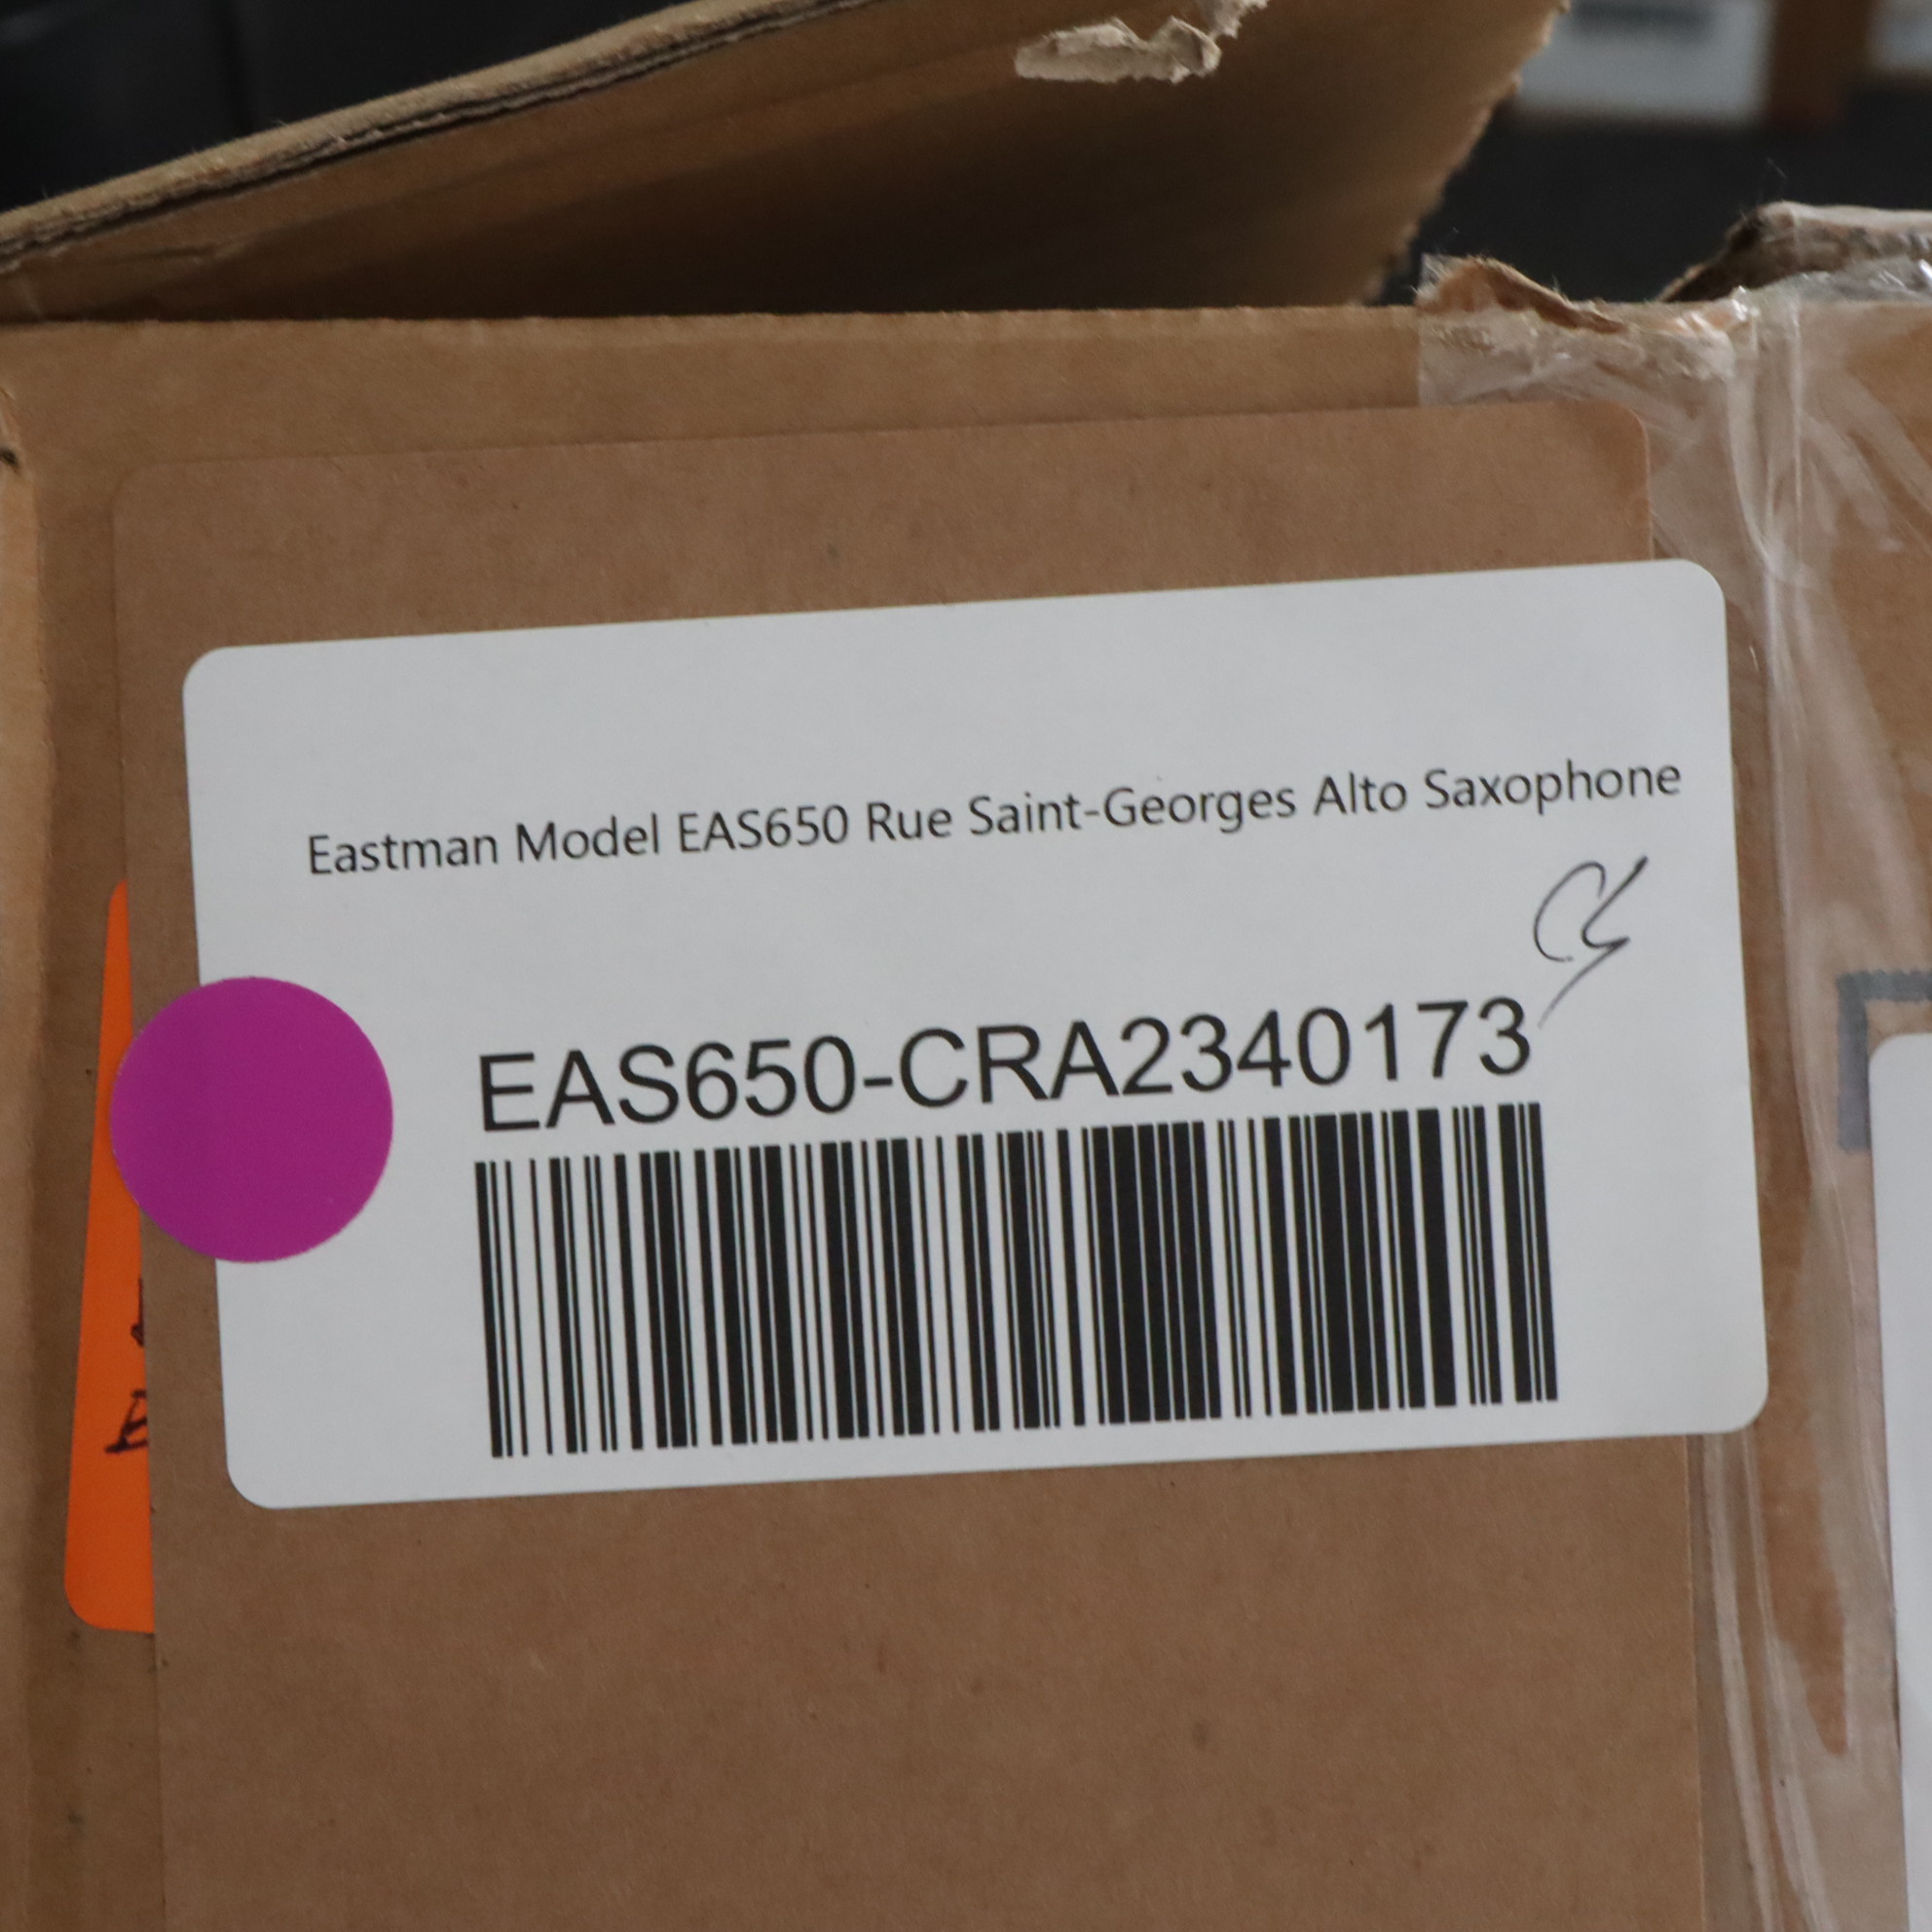 Eastman Model EAS650 Rue Saint-Georges Alto Saxophone
EAS650-CRA2340173